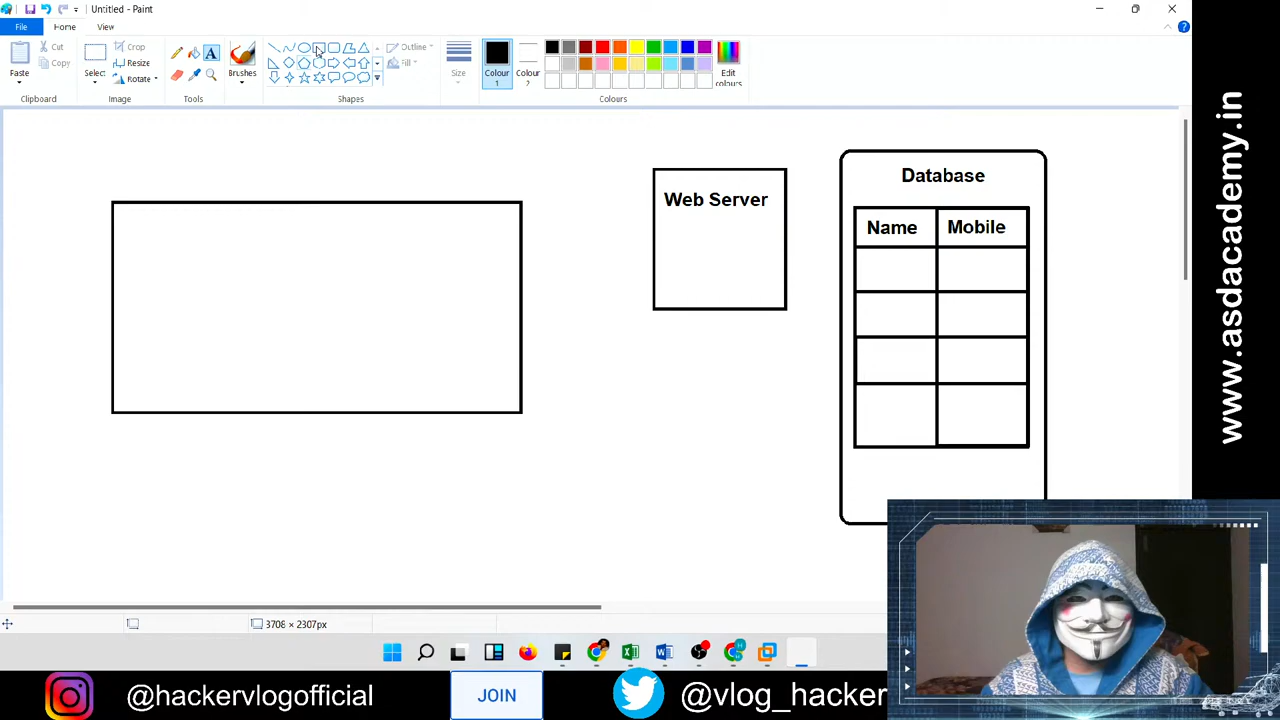 Untitled - Paint
File
Home
View
Paste
Cut
Copy
Clipboard
Select
Crop
Resize
Rotate
Image
A
Tools
Brushes
Shapes
Outline
Fill
Size
Colour
1
Colour
2
Edit
colours
Colours
Web Server
Database
Name
Mobile
3708 × 2307px
www.asdacademy.in
@hackervlogofficial
JOIN
@vlog_hacker